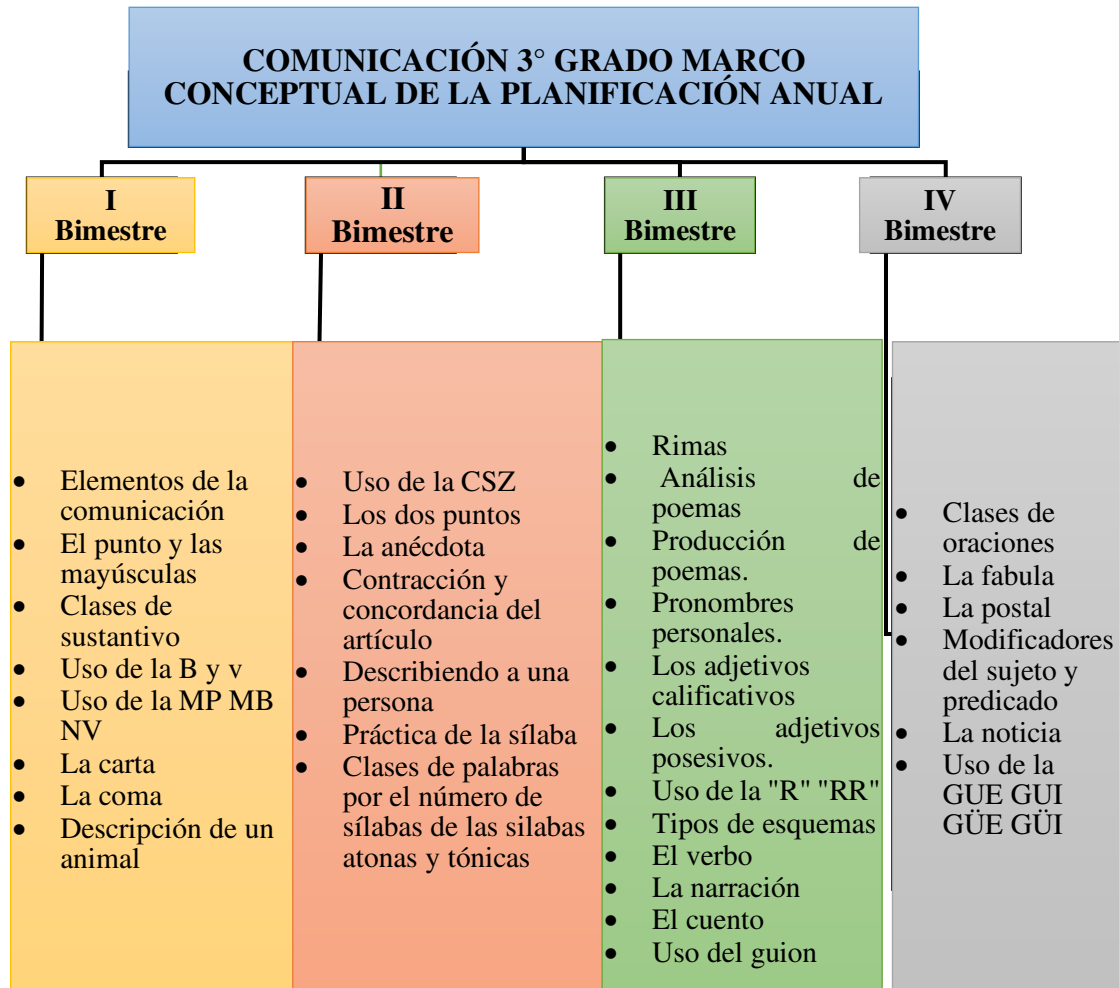 COMUNICACIÓN 3° GRADO MARCO
CONCEPTUAL DE LA PLANIFICACIÓN ANUAL
I
Bimestre
II
Bimestre
III
Bimestre
IV
Bimestre
• Elementos de la
comunicación
• El punto y las
mayúsculas
• Clases de
sustantivo
• Uso de la B y v
• Uso de la MP MB
NV
• La carta
• La coma
• Descripción de un
animal
• Uso de la CSZ
• Los dos puntos
• La anécdota
• Contracción y
concordancia del
artículo
• Describiendo a una
persona
• Práctica de la sílaba
• Clases de palabras
por el número de
sílabas de las silabas
atonas y tónicas
• Rimas
• Análisis de
poemas
• Producción de
poemas.
• Pronombres
personales.
• Los adjetivos
calificativos
• Los adjetivos
posesivos.
• Uso de la "R" "RR"
• Tipos de esquemas
• El verbo
• La narración
• El cuento
• Uso del guion
• Clases de
oraciones
• La fabula
• La postal
• Modificadores
del sujeto y
predicado
• La noticia
• Uso de la
GUE GUI
GÜE GÜI